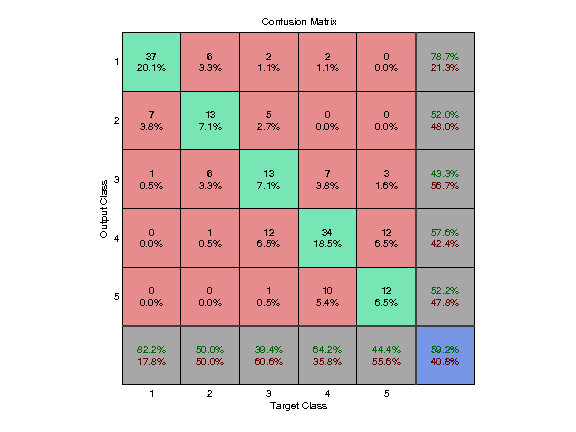 Confusion Matrix
1
37 6 2 2 0 78.7%
20.1% 3.3% 1.1% 1.1% 0.0% 21.3%
2
7 13 5 0 0 52.0%
3.8% 7.1% 2.7% 0.0% 0.0% 48.0%
3
1 6 13 7 3 43.3%
0.5% 3.3% 7.1% 3.8% 1.6% 56.7%
4
0 1 12 34 12 57.6%
0.0% 0.5% 6.5% 18.5% 6.5% 42.4%
5
0 0 1 10 12 52.2%
0.0% 0.0% 0.5% 5.4% 6.5% 47.8%
82.2% 50.0% 39.4% 64.2% 44.4% 59.2%
17.8% 50.0% 60.6% 35.8% 55.6% 40.8%
1 2 3 4 5
Target Class
Output Class